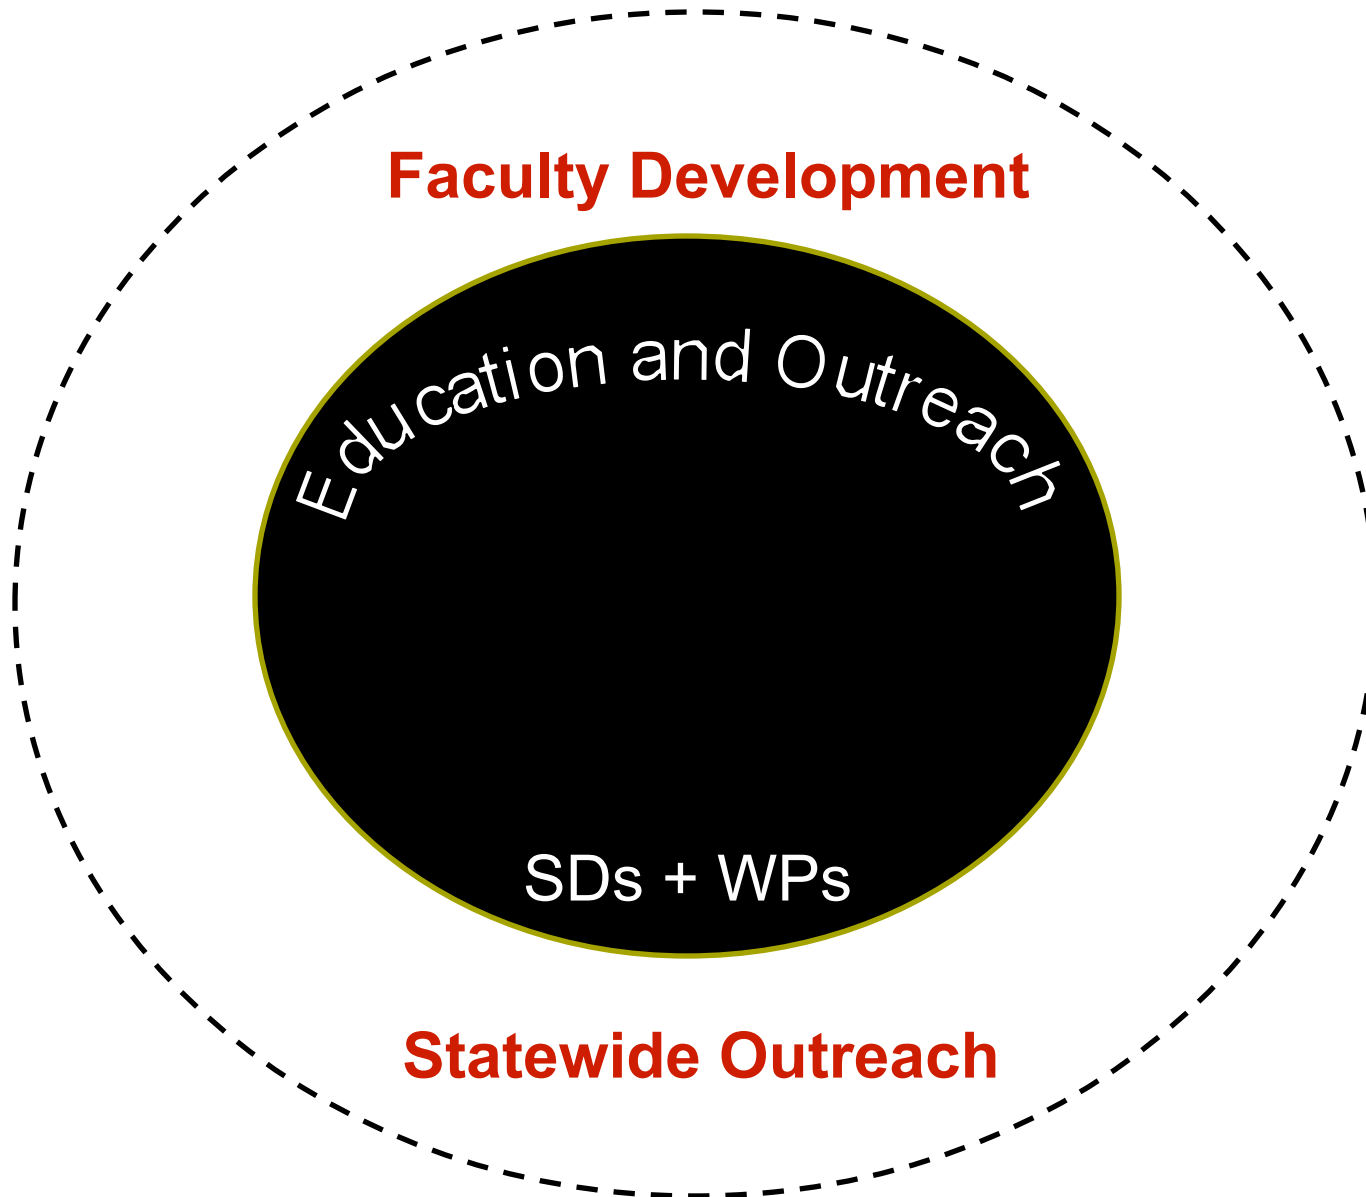 Faculty Development
Education and Outreach
SDs + WPs
Statewide Outreach